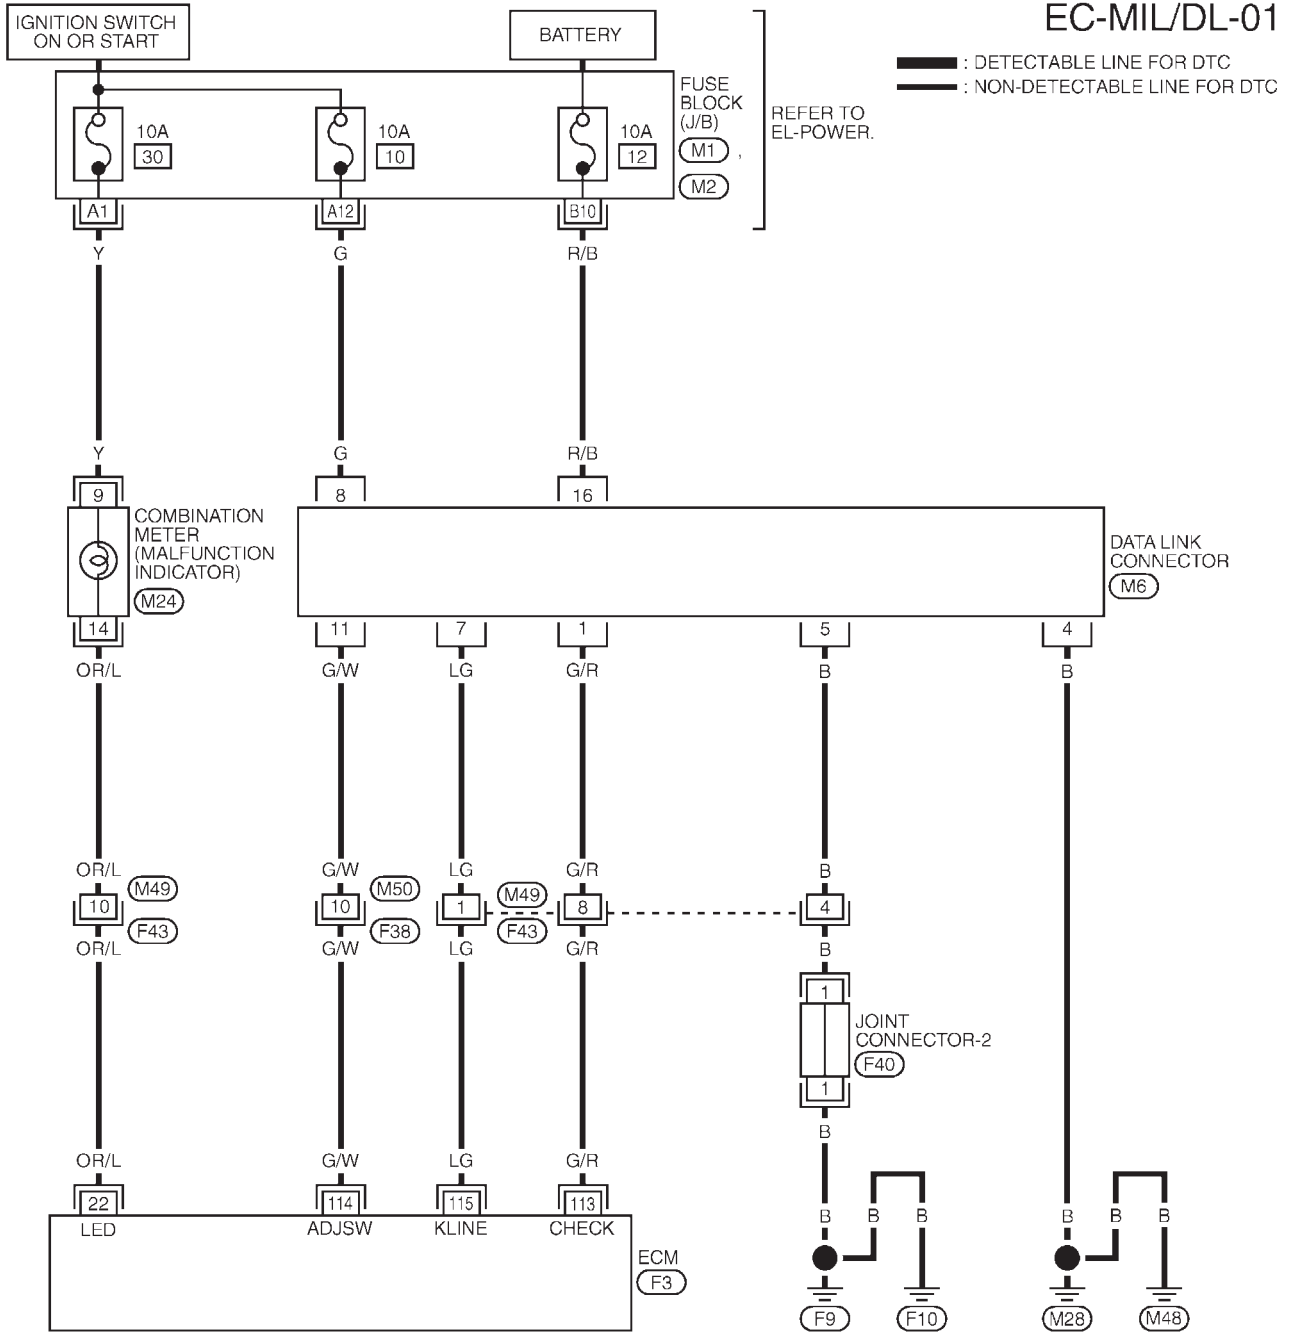 EC-MIL/DL-01
IGNITION SWITCH
ON OR START
BATTERY
: DETECTABLE LINE FOR DTC
: NON-DETECTABLE LINE FOR DTC
FUSE
BLOCK
(J/B)
M1 ,
M2
REFER TO
EL-POWER.
10A
30
10A
10
10A
12
A1 A12 B10
Y G R/B
Y G R/B
9 8 16
COMBINATION
METER
(MALFUNCTION
INDICATOR)
M24
DATA LINK
CONNECTOR
M6
14 11 7 1 5 4
OR/L G/W LG G/R B B
OR/L G/W LG G/R B
M49 M50 M49
10 10 1 8 4
F43 F38 F43
OR/L G/W LG G/R B
1
JOINT
CONNECTOR-2
F40
1
B
OR/L G/W LG G/R
22 114 115 113
LED ADJSW KLINE CHECK
B B B B B B
ECM
F3
F9 F10 M28 M48